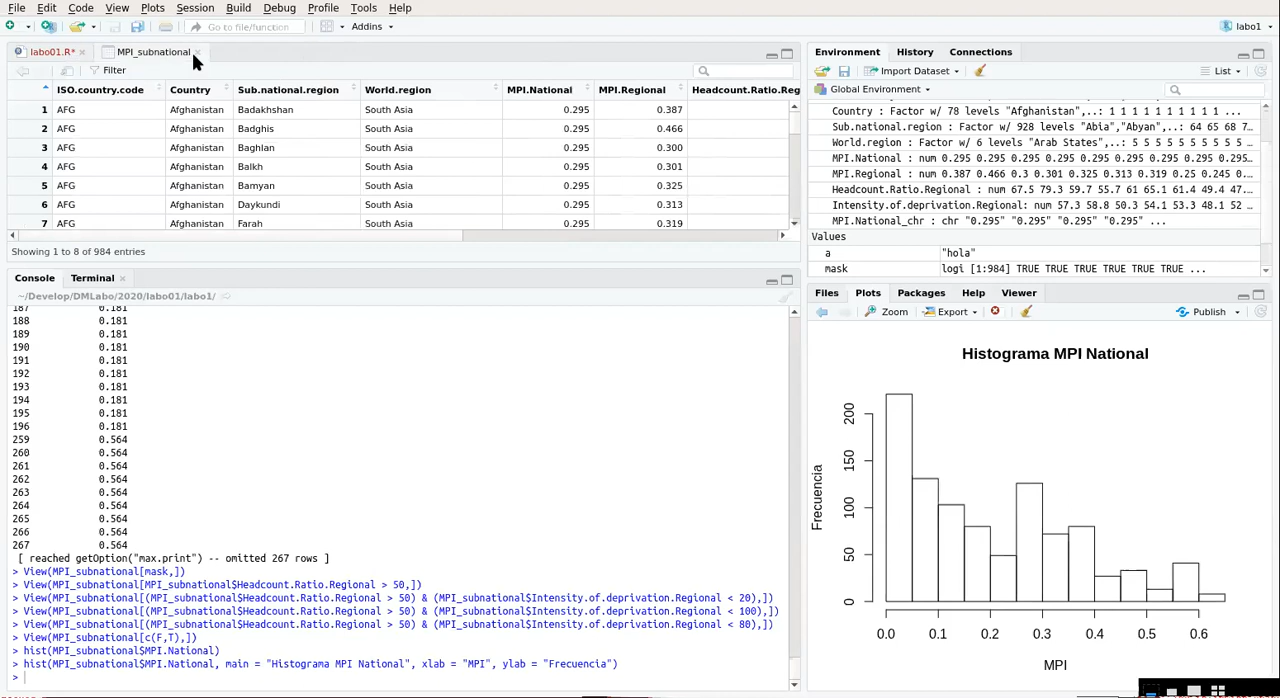 File Edit Code View Plots Session Build Debug Profile Tools Help
Go to file/function Addins labo1
labo01.R* MPI_subnational
Filter
ISO.country.code Country Sub.national.region World.region MPI.National MPI.Regional Headcount.Ratio.Reg
1 AFG Afghanistan Badakhshan South Asia 0.295 0.387
2 AFG Afghanistan Badghis South Asia 0.295 0.466
3 AFG Afghanistan Baghlan South Asia 0.295 0.300
4 AFG Afghanistan Balkh South Asia 0.295 0.301
5 AFG Afghanistan Bamyan South Asia 0.295 0.325
6 AFG Afghanistan Daykundi South Asia 0.295 0.313
7 AFG Afghanistan Farah South Asia 0.295 0.319
Showing 1 to 8 of 984 entries
Console Terminal
~/Develop/DMLabo/2020/labo01/labo1/
187 0.181
188 0.181
189 0.181
190 0.181
191 0.181
192 0.181
193 0.181
194 0.181
195 0.181
196 0.181
259 0.564
260 0.564
261 0.564
262 0.564
263 0.564
264 0.564
265 0.564
266 0.564
267 0.564
[ reached getOption("max.print") -- omitted 267 rows ]
> View(MPI_subnational[mask,])
> View(MPI_subnational[MPI_subnational$Headcount.Ratio.Regional > 50,])
> View(MPI_subnational[(MPI_subnational$Headcount.Ratio.Regional > 50) & (MPI_subnational$Intensity.of.deprivation.Regional < 20),])
> View(MPI_subnational[(MPI_subnational$Headcount.Ratio.Regional > 50) & (MPI_subnational$Intensity.of.deprivation.Regional < 100),])
> View(MPI_subnational[(MPI_subnational$Headcount.Ratio.Regional > 50) & (MPI_subnational$Intensity.of.deprivation.Regional < 80),])
> View(MPI_subnational[c(F,T),])
> hist(MPI_subnational$MPI.National)
> hist(MPI_subnational$MPI.National, main = "Histograma MPI National", xlab = "MPI", ylab = "Frecuencia")
>
Environment History Connections
Import Dataset List
Global Environment
Country : Factor w/ 78 levels "Afghanistan",..: 1 1 1 1 1 1 1 1 1 1 ...
Sub.national.region : Factor w/ 928 levels "Abia","Abyan",..: 64 65 68 7…
World.region : Factor w/ 6 levels "Arab States",..: 5 5 5 5 5 5 5 5 5 …
MPI.National : num 0.295 0.295 0.295 0.295 0.295 0.295 0.295 0.295 0.295…
MPI.Regional : num 0.387 0.466 0.3 0.301 0.325 0.313 0.319 0.25 0.245 0.…
Headcount.Ratio.Regional : num 67.5 79.3 59.7 55.7 61 65.1 61.4 49.4 47.…
Intensity.of.deprivation.Regional: num 57.3 58.8 50.3 54.1 53.3 48.1 52 …
MPI.National_chr : chr "0.295" "0.295" "0.295" "0.295" ...
Values
a "hola"
mask logi [1:984] TRUE TRUE TRUE TRUE TRUE TRUE ...
Files Plots Packages Help Viewer
Zoom Export Publish
Histograma MPI National
Frecuencia
200
150
100
50
0
0.0 0.1 0.2 0.3 0.4 0.5 0.6
MPI